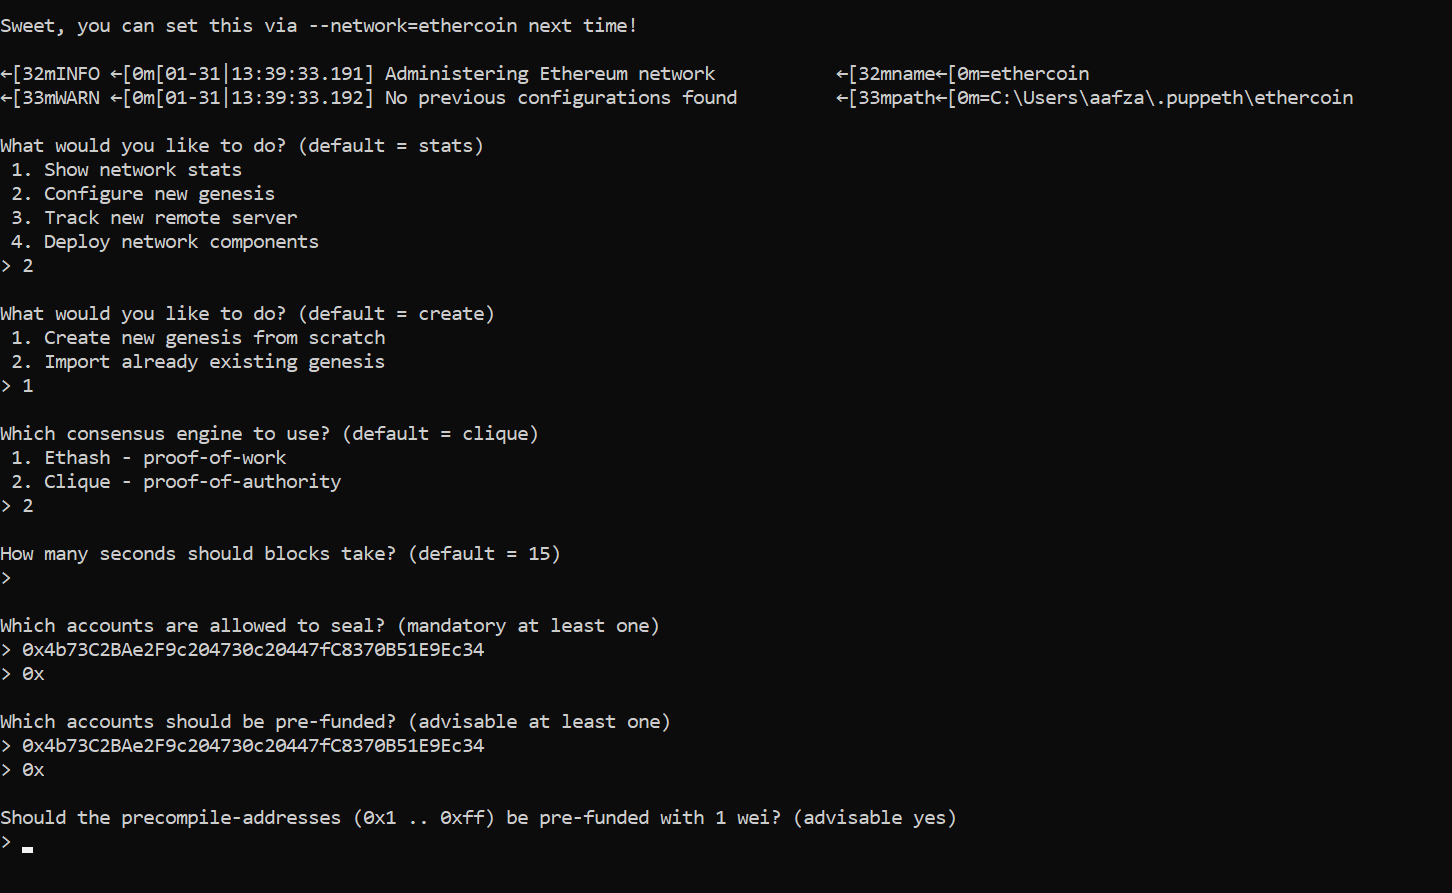 Sweet, you can set this via --network=ethercoin next time!
←[32mINFO ←[0m[01-31|13:39:33.191] Administering Ethereum network ←[32mname←[0m=ethercoin
←[33mWARN ←[0m[01-31|13:39:33.192] No previous configurations found ←[33mpath←[0m=C:\Users\aafza\.puppeth\ethercoin
What would you like to do? (default = stats)
1. Show network stats
2. Configure new genesis
3. Track new remote server
4. Deploy network components
> 2
What would you like to do? (default = create)
1. Create new genesis from scratch
2. Import already existing genesis
> 1
Which consensus engine to use? (default = clique)
1. Ethash - proof-of-work
2. Clique - proof-of-authority
> 2
How many seconds should blocks take? (default = 15)
>
Which accounts are allowed to seal? (mandatory at least one)
> 0x4b73C2BAe2F9c204730c20447fC8370B51E9Ec34
> 0x
Which accounts should be pre-funded? (advisable at least one)
> 0x4b73C2BAe2F9c204730c20447fC8370B51E9Ec34
> 0x
Should the precompile-addresses (0x1 .. 0xff) be pre-funded with 1 wei? (advisable yes)
>